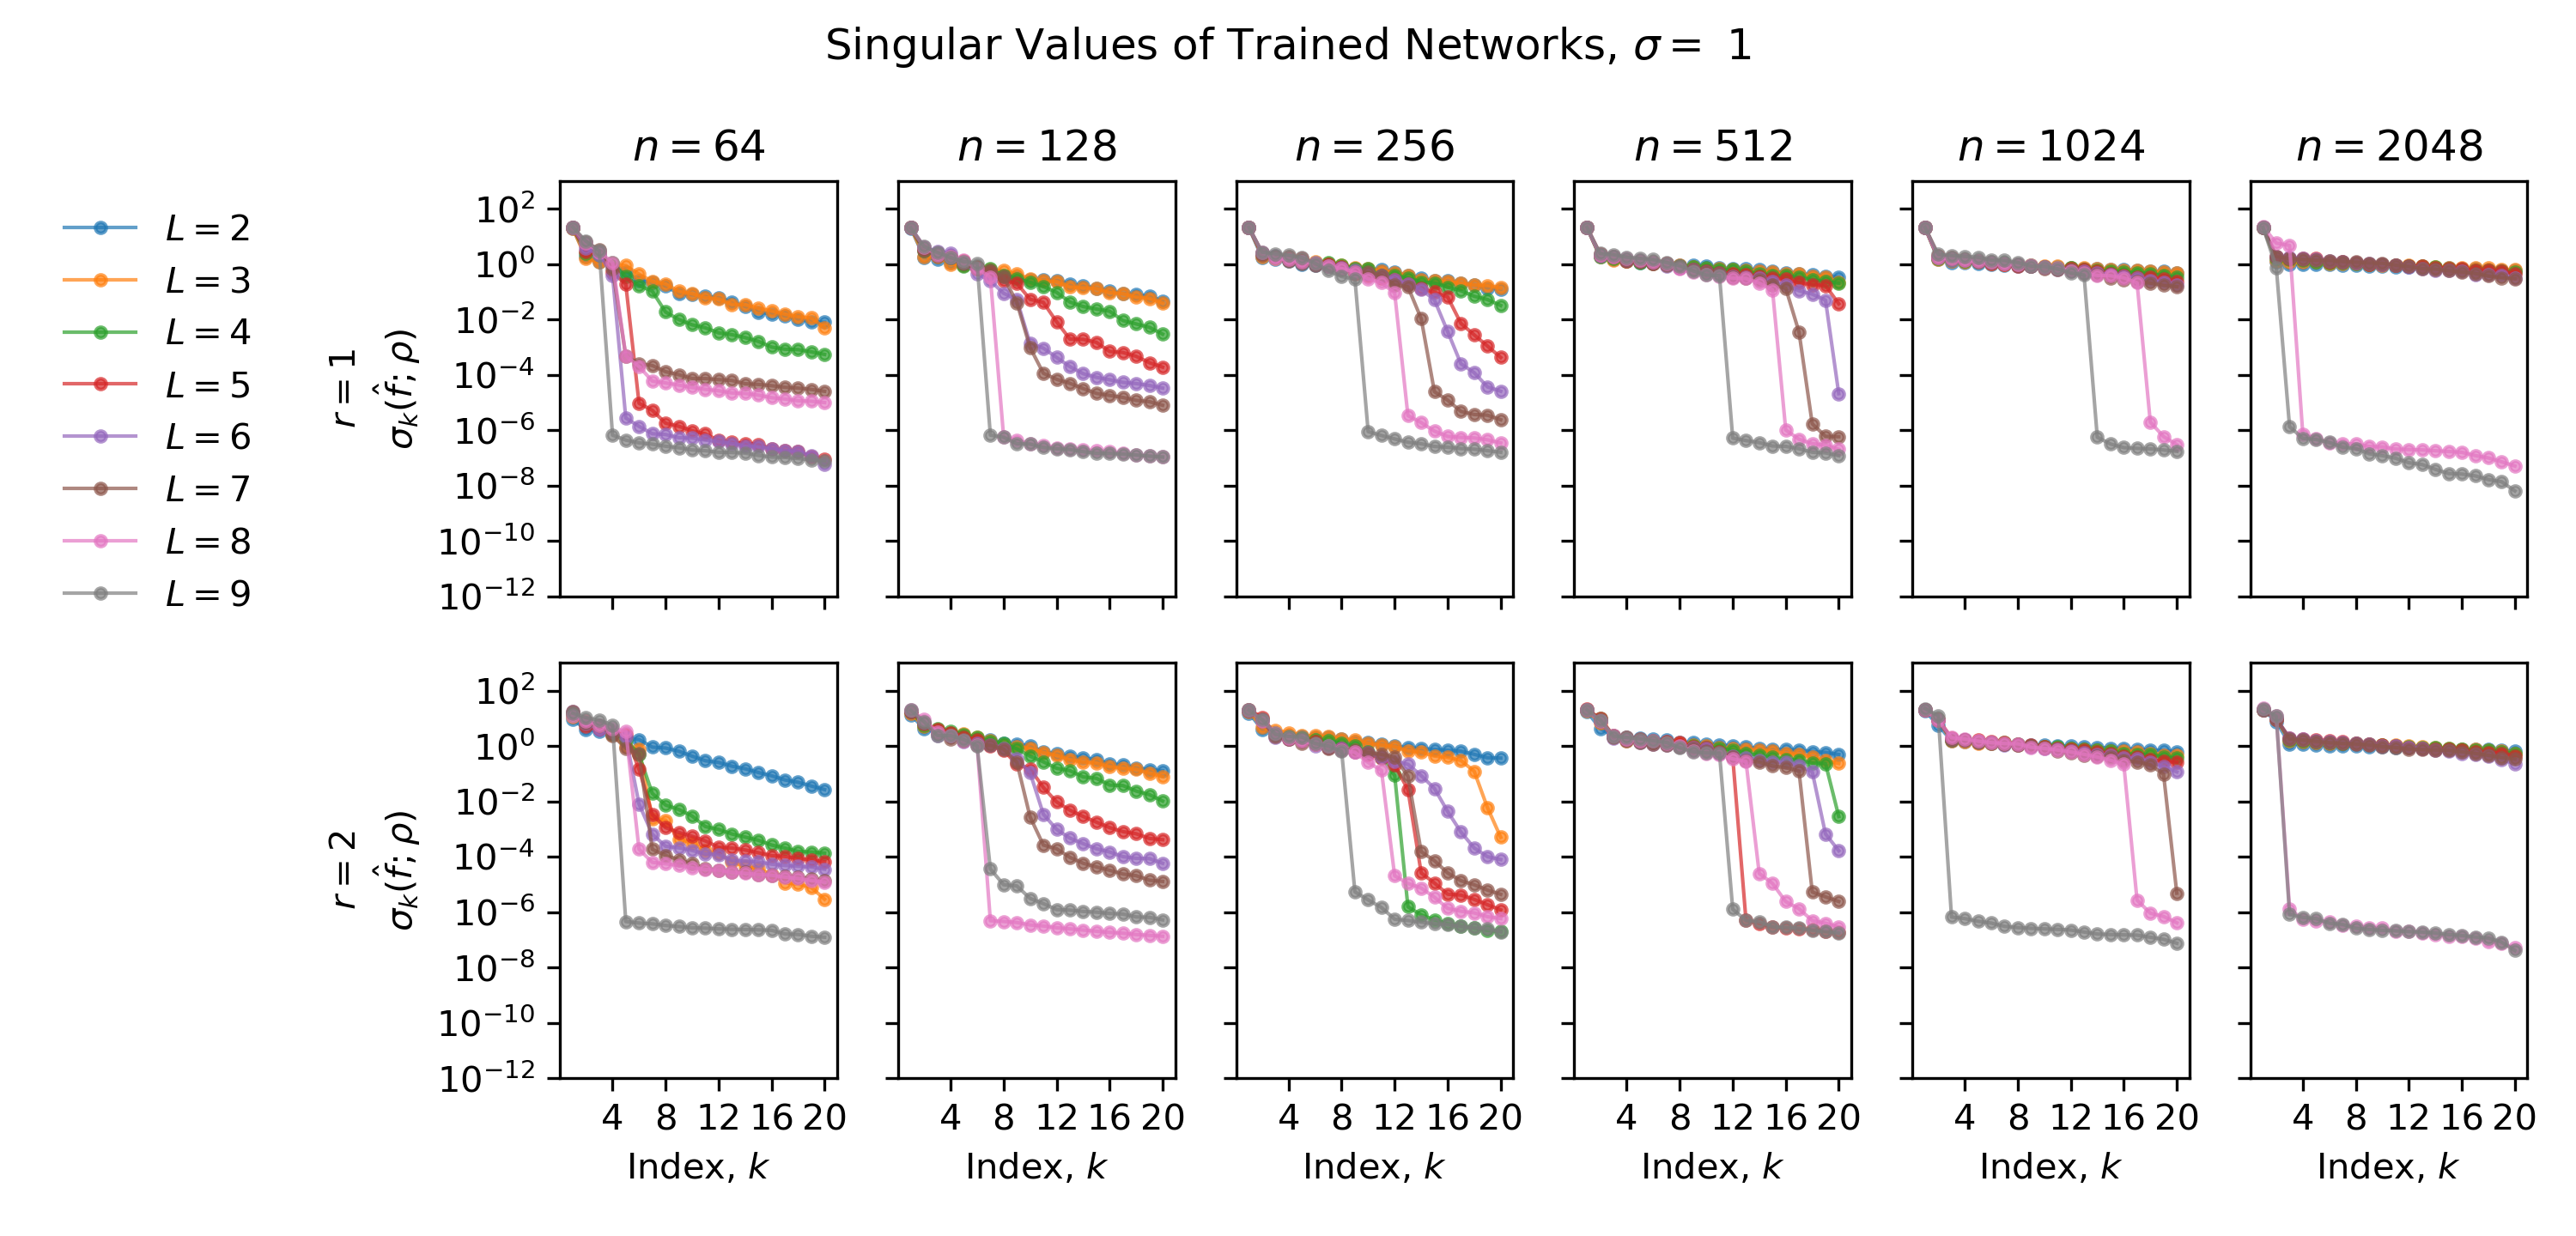 Singular Values of Trained Networks, σ = 1
n = 64 n = 128 n = 256 n = 512 n = 1024 n = 2048
L = 2
L = 3
L = 4
L = 5
L = 6
L = 7
L = 8
L = 9
r = 1
σ_k(f̂; ρ)
10^2
10^0
10^−2
10^−4
10^−6
10^−8
10^−10
10^−12
r = 2
σ_k(f̂; ρ)
10^2
10^0
10^−2
10^−4
10^−6
10^−8
10^−10
10^−12
4 8 12 16 20 4 8 12 16 20 4 8 12 16 20 4 8 12 16 20 4 8 12 16 20 4 8 12 16 20
Index, k Index, k Index, k Index, k Index, k Index, k